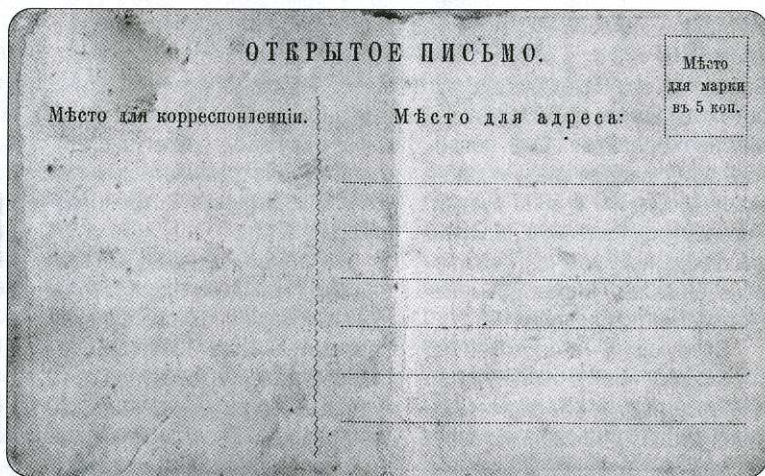 ОТКРЫТОЕ ПИСЬМО.
Мѣсто
для марки
въ 5 коп.
Мѣсто для корреспонденціи.
Мѣсто для адреса: